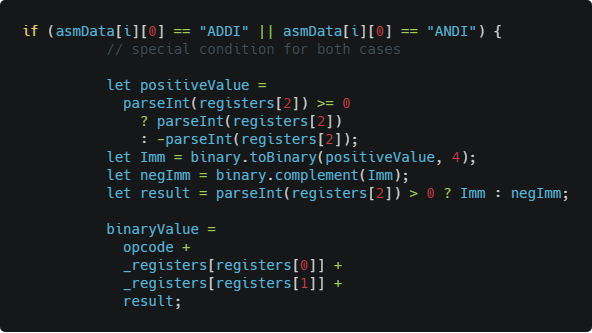 if (asmData[i][0] == "ADDI" || asmData[i][0] == "ANDI") {
// special condition for both cases
let positiveValue =
parseInt(registers[2]) >= 0
? parseInt(registers[2])
: -parseInt(registers[2]);
let Imm = binary.toBinary(positiveValue, 4);
let negImm = binary.complement(Imm);
let result = parseInt(registers[2]) > 0 ? Imm : negImm;
binaryValue =
opcode +
_registers[registers[0]] +
_registers[registers[1]] +
result;